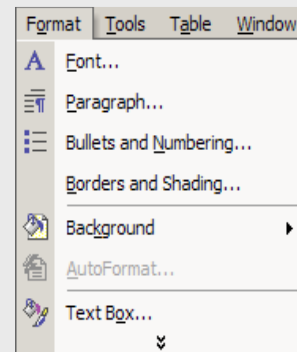 Format Tools Table Window
Font...
Paragraph...
Bullets and Numbering...
Borders and Shading...
Background
AutoFormat...
Text Box...